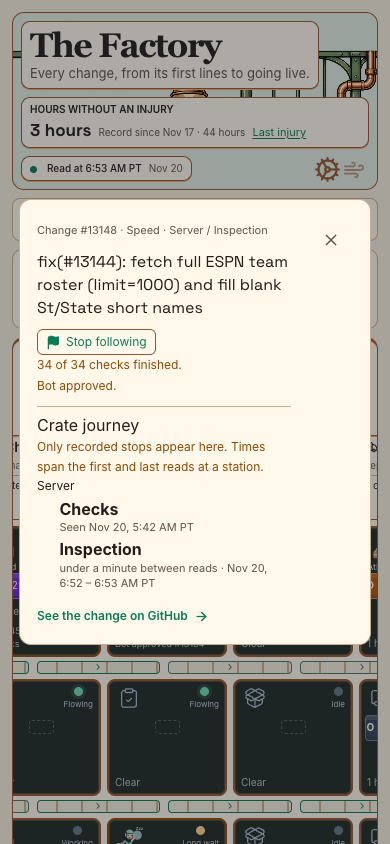 The Factory
Every change, from its first lines to going live.
HOURS WITHOUT AN INJURY
3 hours Record since Nov 17 · 44 hours Last injury
Read at 6:53 AM PT Nov 20
Change #13148 · Speed · Server / Inspection
fix(#13144): fetch full ESPN team
roster (limit=1000) and fill blank
St/State short names
Stop following
34 of 34 checks finished.
Bot approved.
Crate journey
Only recorded stops appear here. Times
span the first and last reads at a station.
Server
Checks
Seen Nov 20, 5:42 AM PT
Inspection
under a minute between reads · Nov 20,
6:52 – 6:53 AM PT
See the change on GitHub →
Flowing
Flowing
Idle
Clear
Clear
1 h
Working
Long wait
Idle